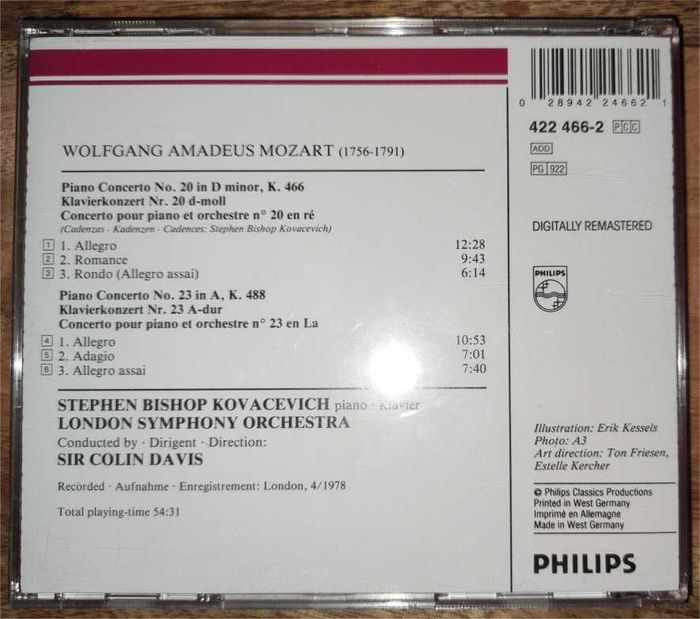 WOLFGANG AMADEUS MOZART (1756-1791)
Piano Concerto No. 20 in D minor, K. 466
Klavierkonzert Nr. 20 d-moll
Concerto pour piano et orchestre n° 20 en ré
(Cadenzas · Kadenzen · Cadences: Stephen Bishop Kovacevich)
1 1. Allegro 12:28
2 2. Romance 9:43
3 3. Rondo (Allegro assai) 6:14
Piano Concerto No. 23 in A, K. 488
Klavierkonzert Nr. 23 A-dur
Concerto pour piano et orchestre n° 23 en La
4 1. Allegro 10:53
5 2. Adagio 7:01
6 3. Allegro assai 7:40
STEPHEN BISHOP KOVACEVICH piano · Klavier
LONDON SYMPHONY ORCHESTRA
Conducted by · Dirigent · Direction:
SIR COLIN DAVIS
Recorded · Aufnahme · Enregistrement: London, 4/1978
Total playing-time 54:31
0 28942 24662 1
422 466-2 PCC
ADD
PG 922
DIGITALLY REMASTERED
PHILIPS
Illustration: Erik Kessels
Photo: A3
Art direction: Ton Friesen,
Estelle Kercher
℗ Philips Classics Productions
Printed in West Germany
Imprimé en Allemagne
Made in West Germany
PHILIPS